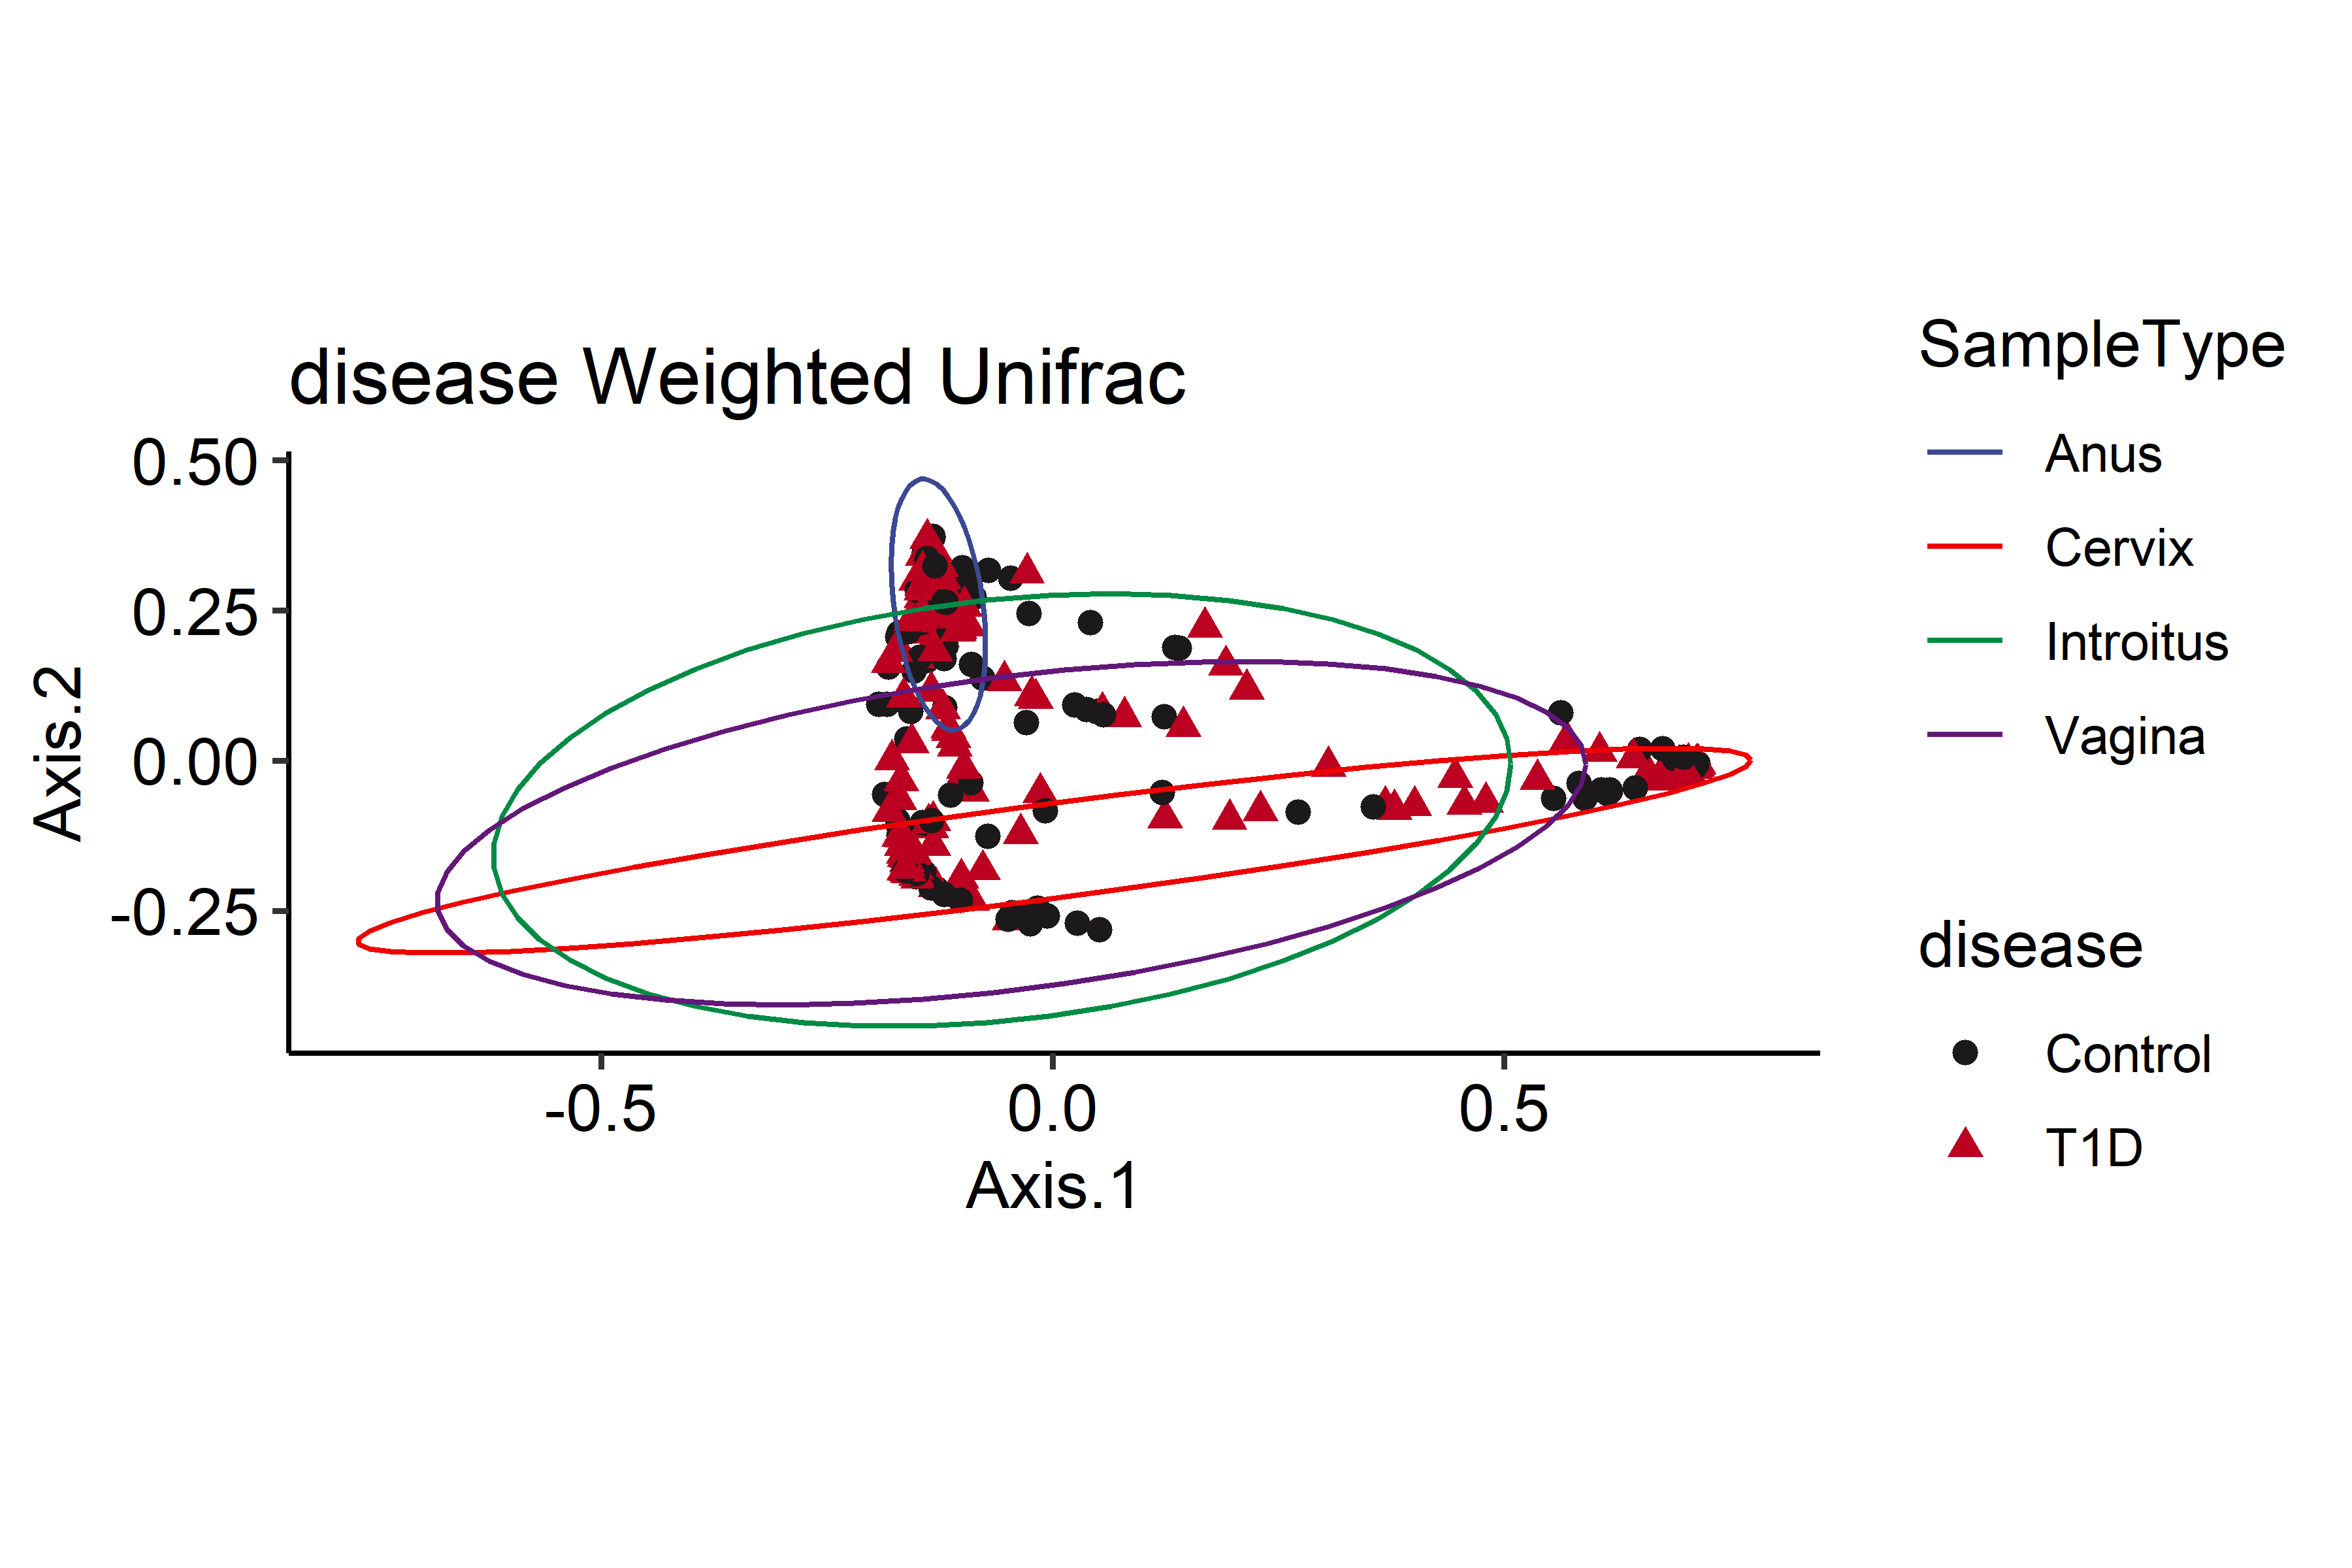 disease Weighted Unifrac
0.50
0.25
0.00
-0.25
Axis.2
-0.5
0.0
0.5
Axis.1
SampleType
Anus
Cervix
Introitus
Vagina
disease
Control
T1D